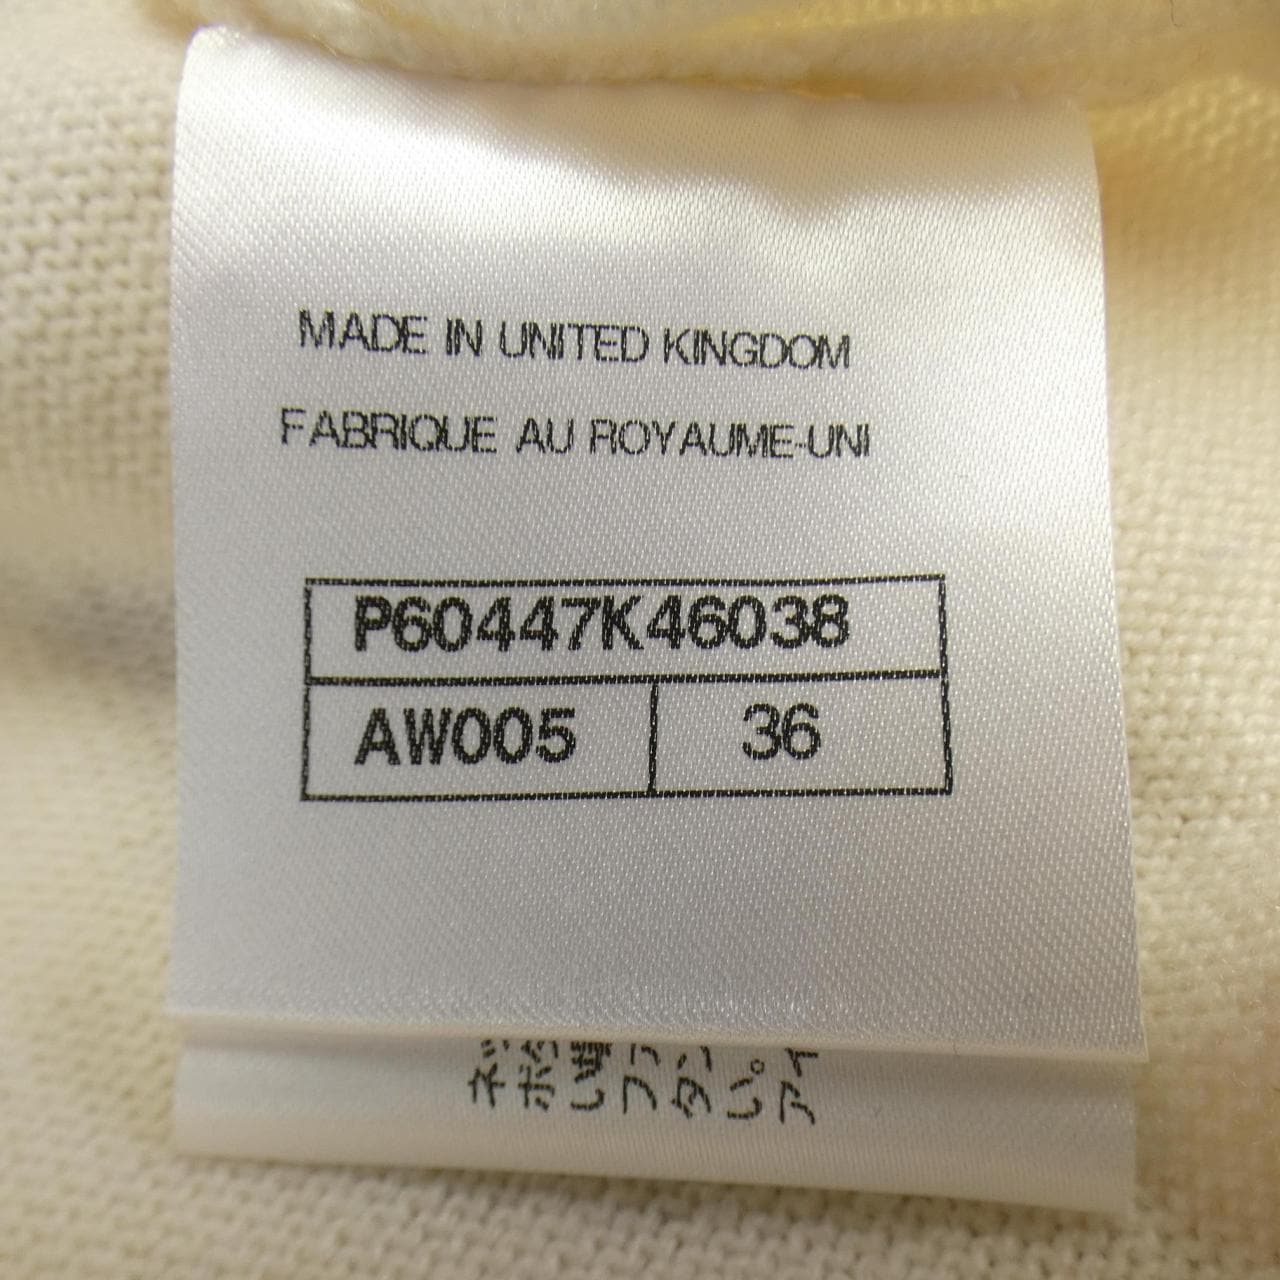 MADE IN UNITED KINGDOM
FABRIQUE AU ROYAUME-UNI
P60447K46038
AW005 36